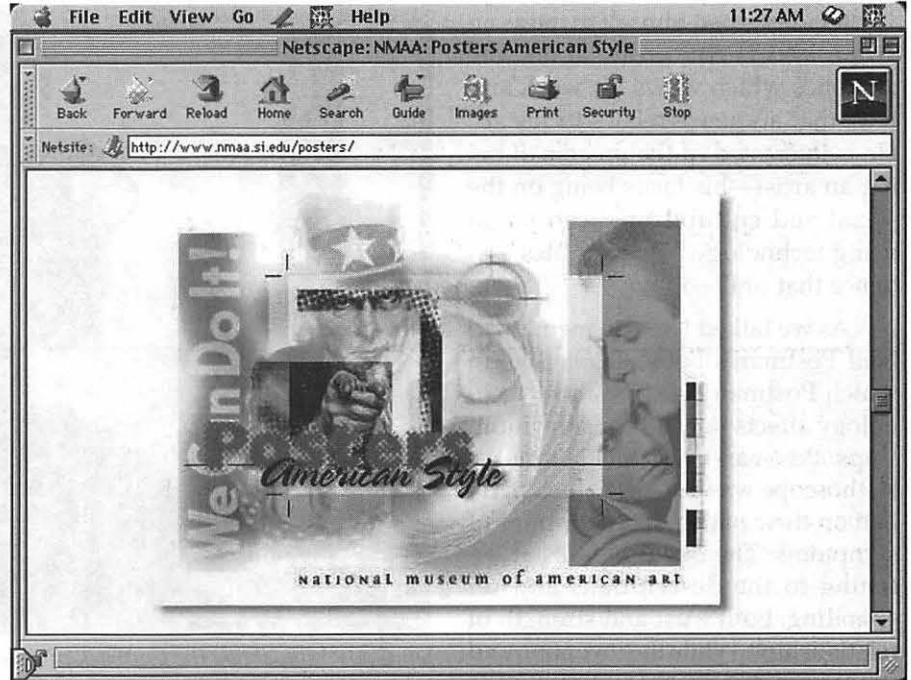 File Edit View Go Help 11:27 AM
Netscape: NMAA: Posters American Style
Back Forward Reload Home Search Guide Images Print Security Stop
N
Netsite: http://www.nmaa.si.edu/posters/
We Can Do It!
Posters
American Style
NATIONAL MUSEUM of AMERICAN ART